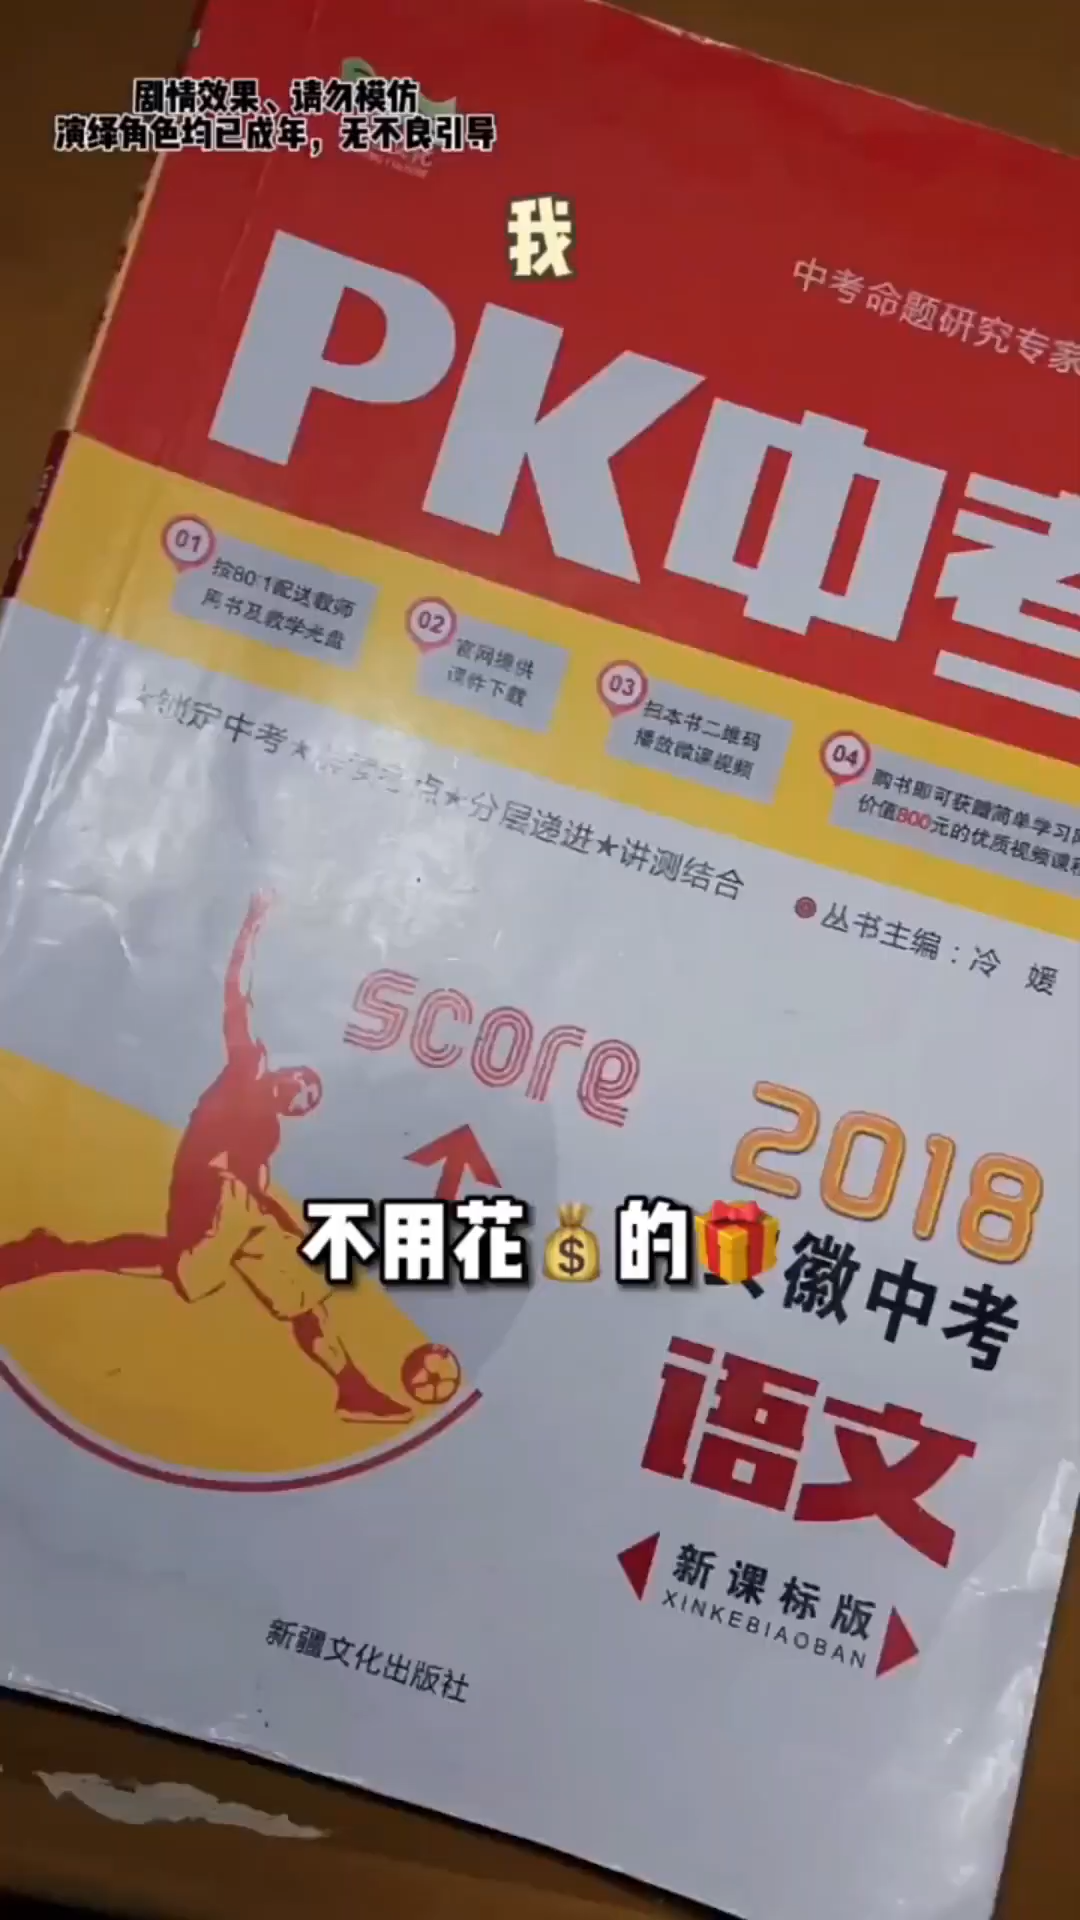 剧情效果、请勿模仿
演绎角色均已成年，无不良引导
我
中考命题研究专家
PK中考
01
按80:1配送教师
用书及教学光盘
02
官网提供
课件下载
03
扫本书二维码
播放微课视频
04
购书即可获赠简单学习网
价值800元的优质视频课程
锁定中考★
点★分层递进★讲测结合
丛书主编：冷 媛
score
2018
不用花💰的🎁
徽中考
语文
新课标版
XINKEBIAOBAN
新疆文化出版社